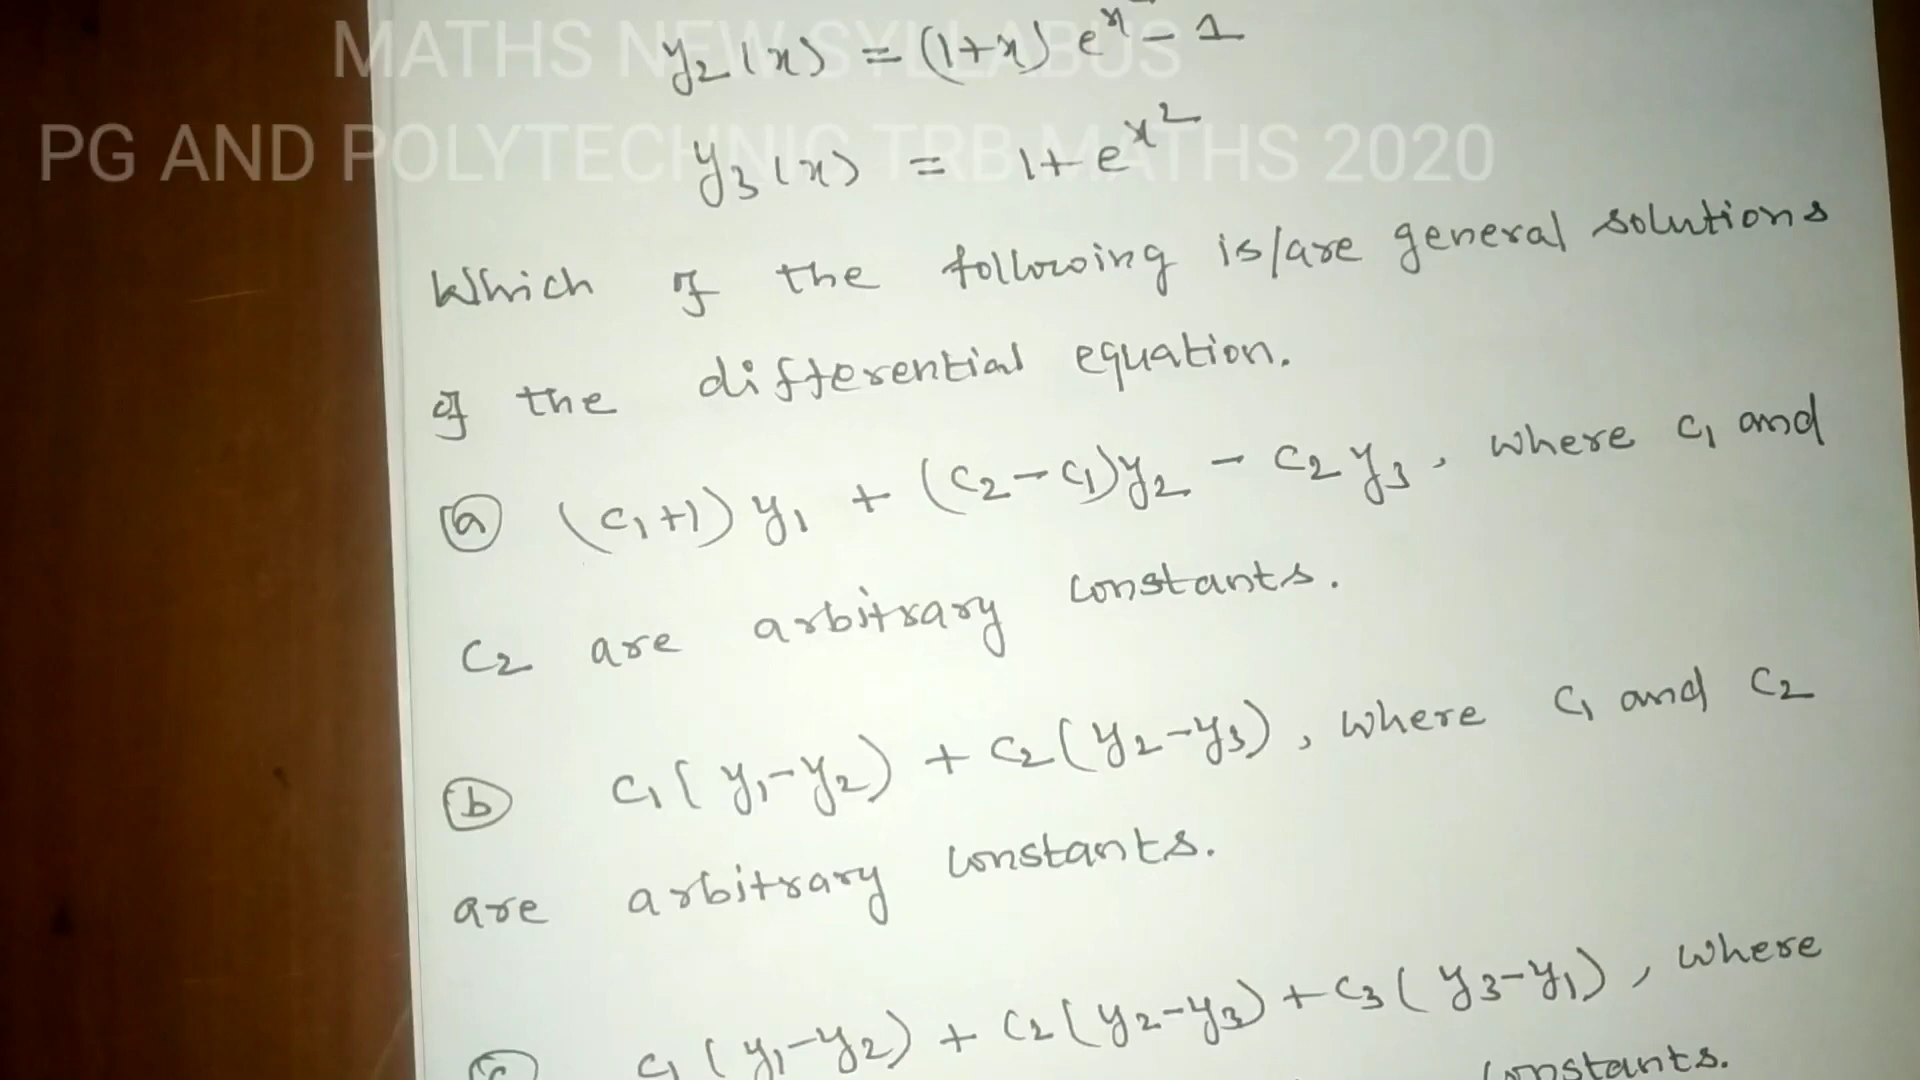 MATHS NEW SYLLABUS
PG AND POLYTECHNIC TRB MATHS 2020
y₂(x) = (1+x) eˣ² - 1
y₃(x) = 1+ eˣ²
Which of the following is/are general solutions
of the differential equation.
(a) (c₁+1) y₁ + (c₂-c₁)y₂ - c₂y₃, where c₁ and
c₂ are arbitrary constants.
(b) c₁(y₁-y₂) + c₂(y₂-y₃), where c₁ and c₂
are arbitrary constants.
(c) c₁(y₁-y₂) + c₂(y₂-y₃) + c₃(y₃-y₁), where
constants.